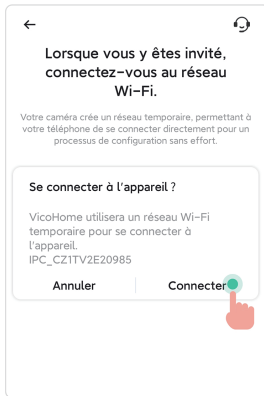 Lorsque vous y êtes invité,
connectez-vous au réseau
Wi-Fi.
Votre caméra crée un réseau temporaire, permettant à
votre téléphone de se connecter directement pour un
processus de configuration sans effort.
Se connecter à l'appareil ?
VicoHome utilisera un réseau Wi-Fi
temporaire pour se connecter à
l'appareil.
IPC_CZ1TV2E20985
Annuler
Connecter